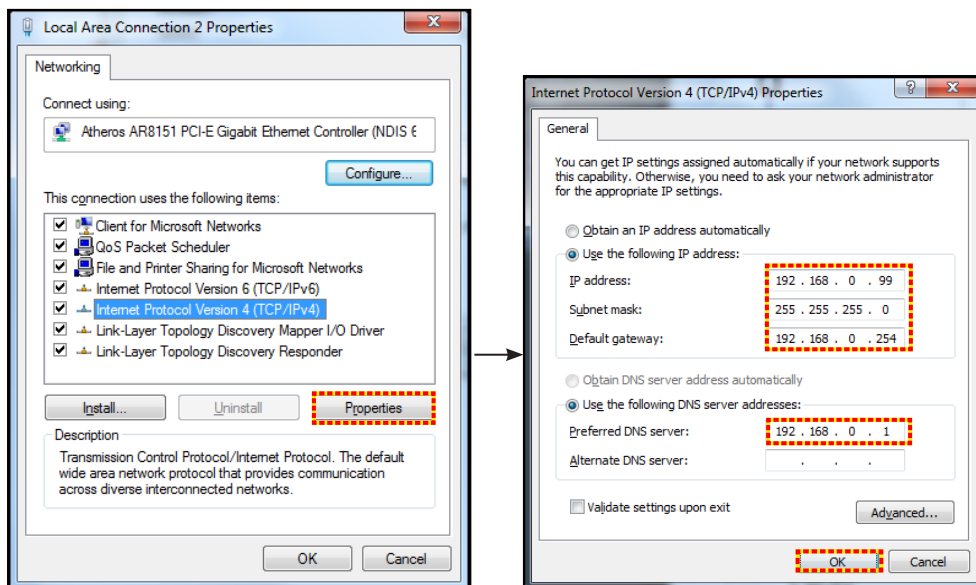 Local Area Connection 2 Properties
Networking
Connect using:
Atheros AR8151 PCI-E Gigabit Ethernet Controller (NDIS 6
Configure...
This connection uses the following items:
Client for Microsoft Networks
QoS Packet Scheduler
File and Printer Sharing for Microsoft Networks
Internet Protocol Version 6 (TCP/IPv6)
Internet Protocol Version 4 (TCP/IPv4)
Link-Layer Topology Discovery Mapper I/O Driver
Link-Layer Topology Discovery Responder
Install...
Uninstall
Properties
Description
Transmission Control Protocol/Internet Protocol. The default
wide area network protocol that provides communication
across diverse interconnected networks.
OK
Cancel
Internet Protocol Version 4 (TCP/IPv4) Properties
General
You can get IP settings assigned automatically if your network supports
this capability. Otherwise, you need to ask your network administrator
for the appropriate IP settings.
Obtain an IP address automatically
Use the following IP address:
IP address: 192 . 168 . 0 . 99
Subnet mask: 255 . 255 . 255 . 0
Default gateway: 192 . 168 . 0 . 254
Obtain DNS server address automatically
Use the following DNS server addresses:
Preferred DNS server: 192 . 168 . 0 . 1
Alternate DNS server: . . .
Validate settings upon exit
Advanced...
OK
Cancel